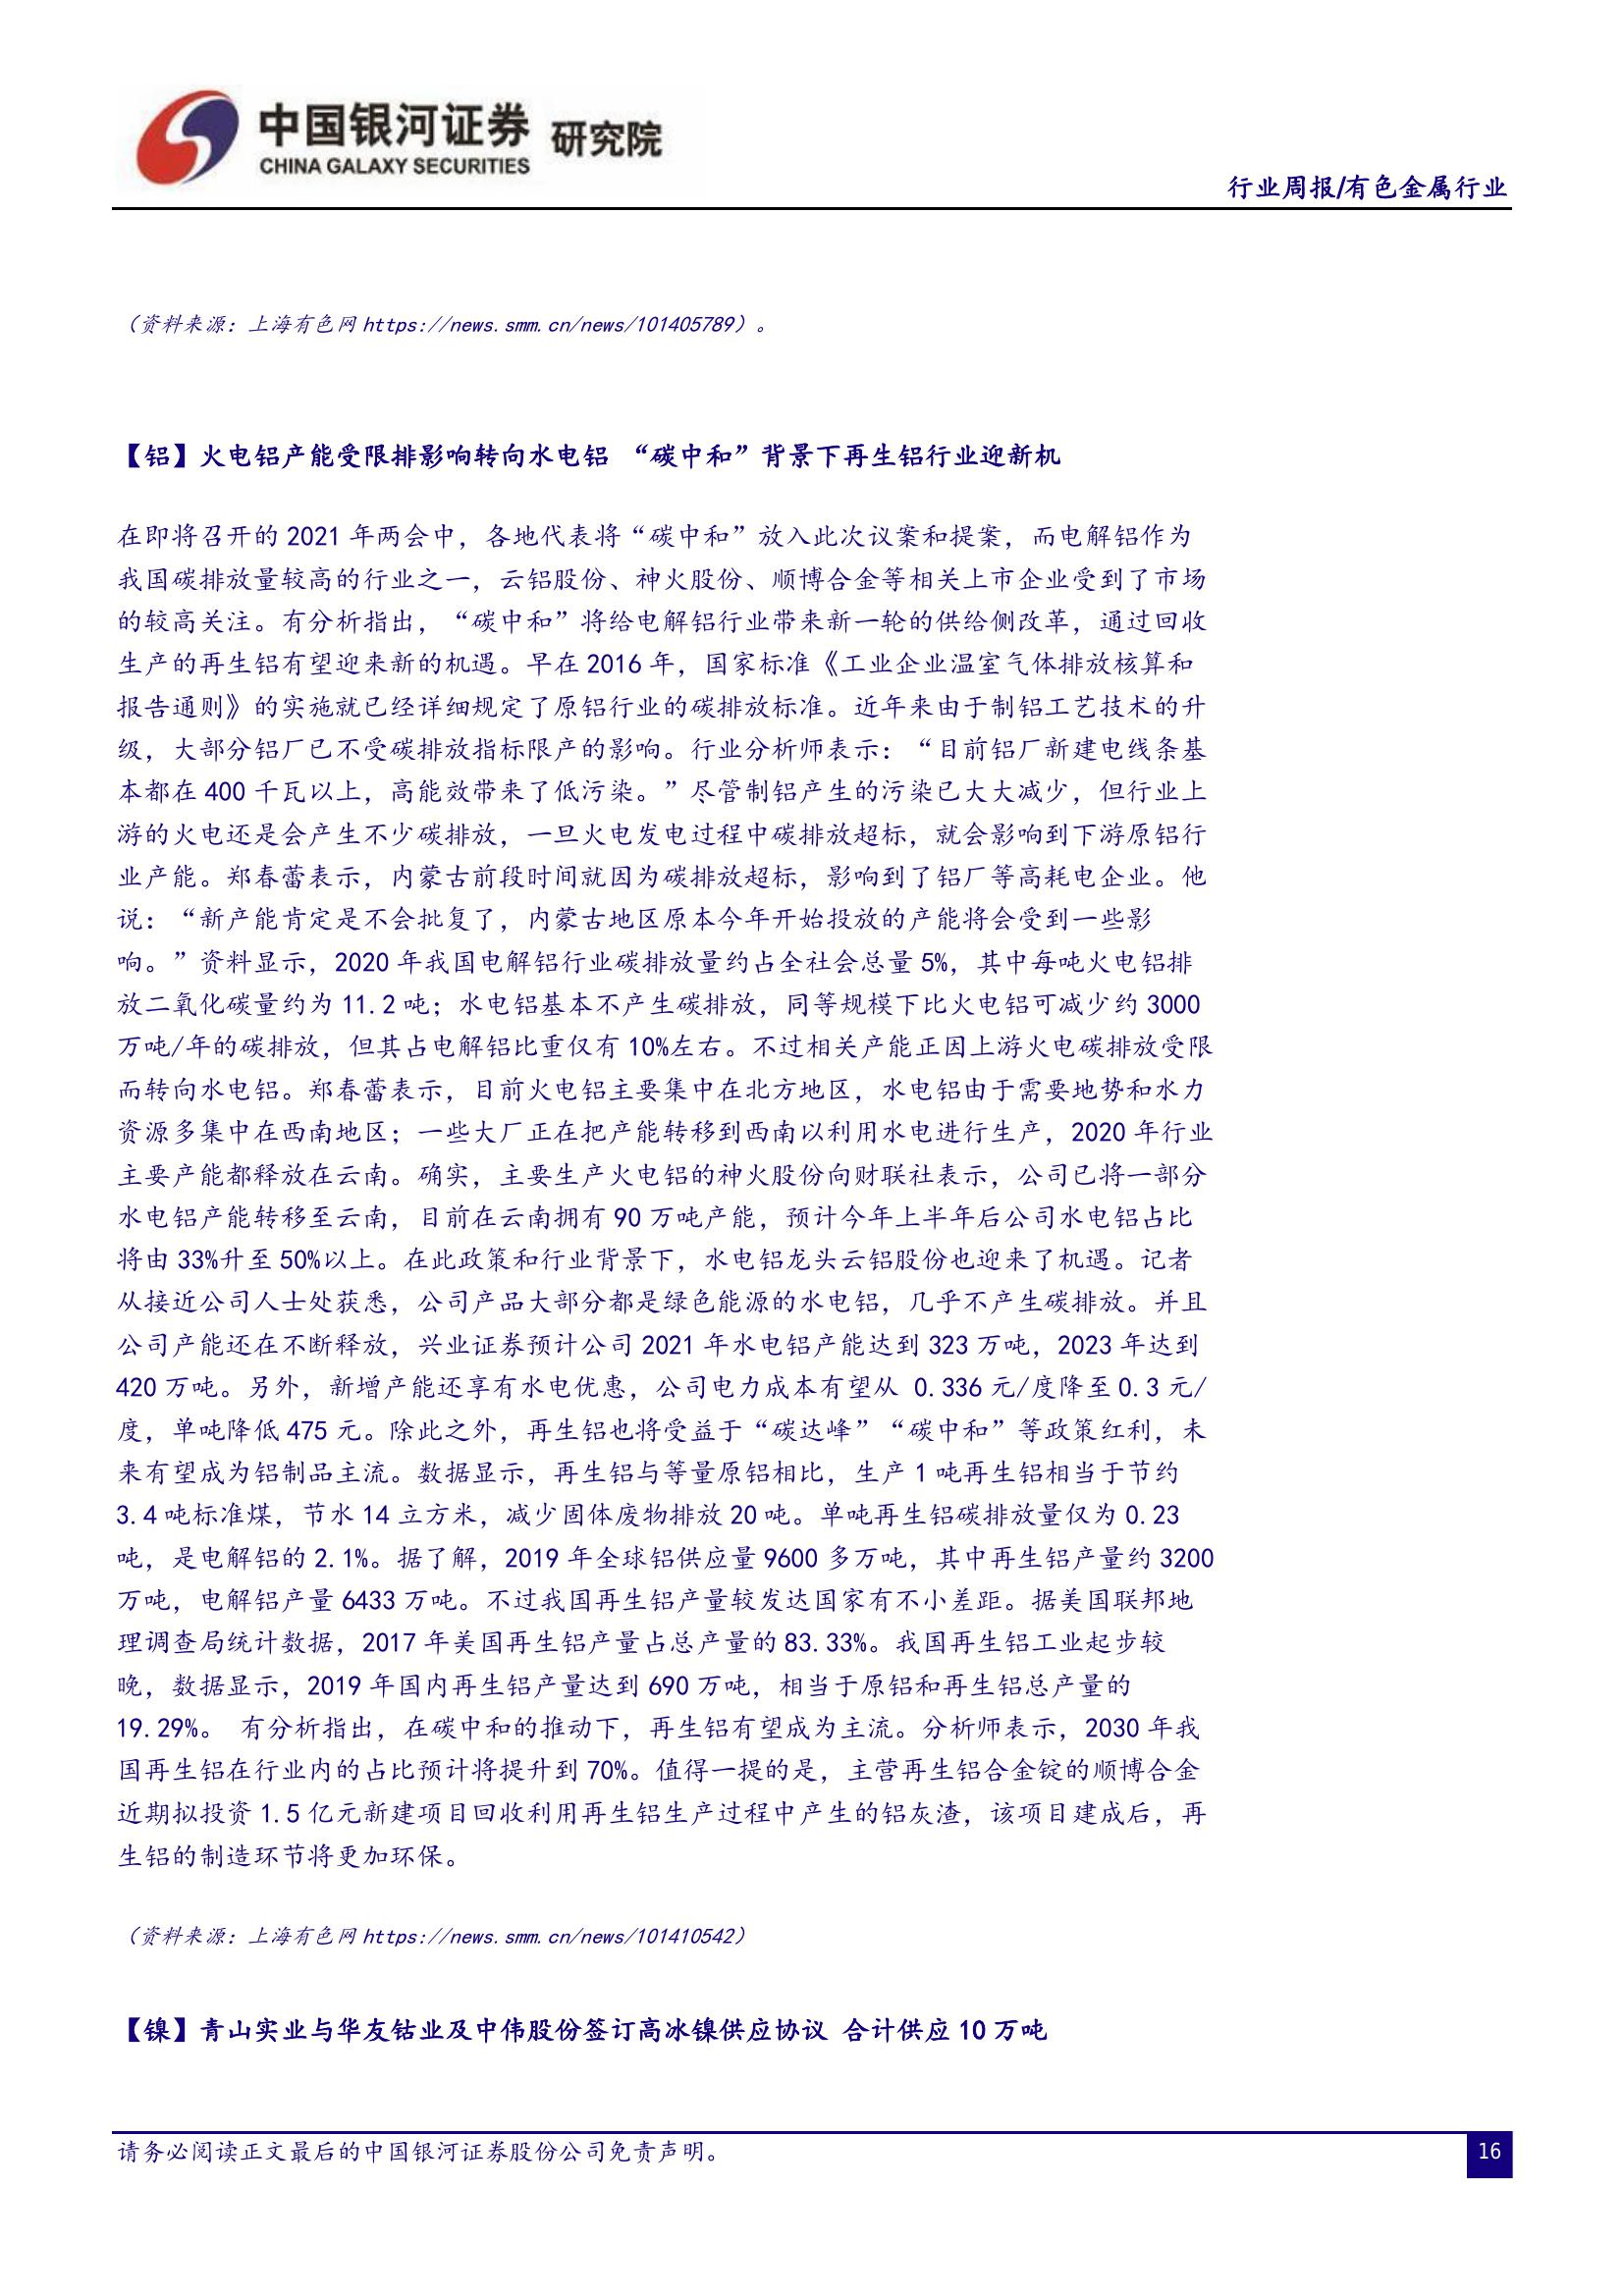 中国银河证券 研究院
CHINA GALAXY SECURITIES
行业周报/有色金属行业
（资料来源：上海有色网 https://news.smm.cn/news/101405789）。
【铝】火电铝产能受限排影响转向水电铝 “碳中和”背景下再生铝行业迎新机
在即将召开的 2021 年两会中，各地代表将“碳中和”放入此次议案和提案，而电解铝作为
我国碳排放量较高的行业之一，云铝股份、神火股份、顺博合金等相关上市企业受到了市场
的较高关注。有分析指出，“碳中和”将给电解铝行业带来新一轮的供给侧改革，通过回收
生产的再生铝有望迎来新的机遇。早在 2016 年，国家标准《工业企业温室气体排放核算和
报告通则》的实施就已经详细规定了原铝行业的碳排放标准。近年来由于制铝工艺技术的升
级，大部分铝厂已不受碳排放指标限产的影响。行业分析师表示：“目前铝厂新建电线条基
本都在 400 千瓦以上，高能效带来了低污染。”尽管制铝产生的污染已大大减少，但行业上
游的火电还是会产生不少碳排放，一旦火电发电过程中碳排放超标，就会影响到下游原铝行
业产能。郑春蕾表示，内蒙古前段时间就因为碳排放超标，影响到了铝厂等高耗电企业。他
说：“新产能肯定是不会批复了，内蒙古地区原本今年开始投放的产能将会受到一些影
响。”资料显示，2020 年我国电解铝行业碳排放量约占全社会总量 5%，其中每吨火电铝排
放二氧化碳量约为 11.2 吨；水电铝基本不产生碳排放，同等规模下比火电铝可减少约 3000
万吨/年的碳排放，但其占电解铝比重仅有 10%左右。不过相关产能正因上游火电碳排放受限
而转向水电铝。郑春蕾表示，目前火电铝主要集中在北方地区，水电铝由于需要地势和水力
资源多集中在西南地区；一些大厂正在把产能转移到西南以利用水电进行生产，2020 年行业
主要产能都释放在云南。确实，主要生产火电铝的神火股份向财联社表示，公司已将一部分
水电铝产能转移至云南，目前在云南拥有 90 万吨产能，预计今年上半年后公司水电铝占比
将由 33%升至 50%以上。在此政策和行业背景下，水电铝龙头云铝股份也迎来了机遇。记者
从接近公司人士处获悉，公司产品大部分都是绿色能源的水电铝，几乎不产生碳排放。并且
公司产能还在不断释放，兴业证券预计公司 2021 年水电铝产能达到 323 万吨，2023 年达到
420 万吨。另外，新增产能还享有水电优惠，公司电力成本有望从 0.336 元/度降至 0.3 元/
度，单吨降低 475 元。除此之外，再生铝也将受益于“碳达峰”“碳中和”等政策红利，未
来有望成为铝制品主流。数据显示，再生铝与等量原铝相比，生产 1 吨再生铝相当于节约
3.4 吨标准煤，节水 14 立方米，减少固体废物排放 20 吨。单吨再生铝碳排放量仅为 0.23
吨，是电解铝的 2.1%。据了解，2019 年全球铝供应量 9600 多万吨，其中再生铝产量约 3200
万吨，电解铝产量 6433 万吨。不过我国再生铝产量较发达国家有不小差距。据美国联邦地
理调查局统计数据，2017 年美国再生铝产量占总产量的 83.33%。我国再生铝工业起步较
晚，数据显示，2019 年国内再生铝产量达到 690 万吨，相当于原铝和再生铝总产量的
19.29%。 有分析指出，在碳中和的推动下，再生铝有望成为主流。分析师表示，2030 年我
国再生铝在行业内的占比预计将提升到 70%。值得一提的是，主营再生铝合金锭的顺博合金
近期拟投资 1.5 亿元新建项目回收利用再生铝生产过程中产生的铝灰渣，该项目建成后，再
生铝的制造环节将更加环保。
（资料来源：上海有色网 https://news.smm.cn/news/101410542）
【镍】青山实业与华友钴业及中伟股份签订高冰镍供应协议 合计供应 10 万吨
请务必阅读正文最后的中国银河证券股份公司免责声明。
16